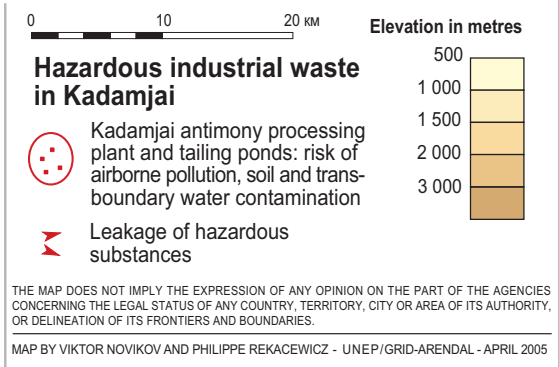 0 10 20 км
Elevation in metres
500
1 000
1 500
2 000
3 000
Hazardous industrial waste
in Kadamjai
Kadamjai antimony processing
plant and tailing ponds: risk of
airborne pollution, soil and trans-
boundary water contamination
Leakage of hazardous
substances
THE MAP DOES NOT IMPLY THE EXPRESSION OF ANY OPINION ON THE PART OF THE AGENCIES
CONCERNING THE LEGAL STATUS OF ANY COUNTRY, TERRITORY, CITY OR AREA OF ITS AUTHORITY,
OR DELINEATION OF ITS FRONTIERS AND BOUNDARIES.
MAP BY VIKTOR NOVIKOV AND PHILIPPE REKACEWICZ - UNEP/GRID-ARENDAL - APRIL 2005